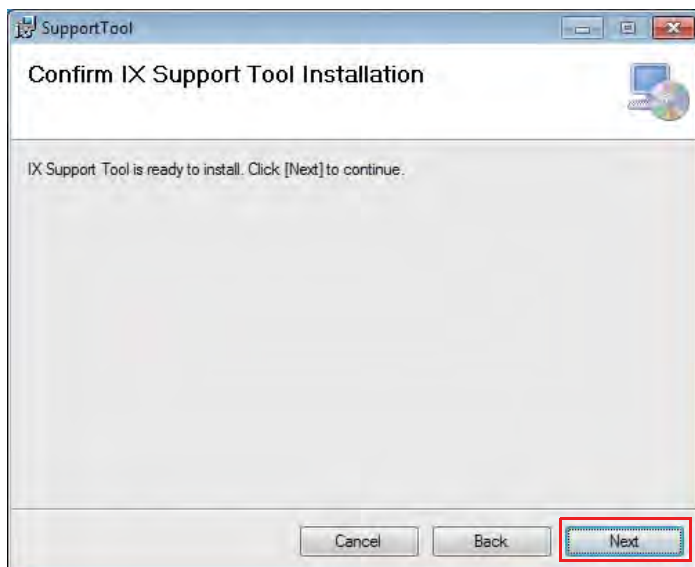 SupportTool
Confirm IX Support Tool Installation
IX Support Tool is ready to install. Click [Next] to continue.
Cancel
Back
Next